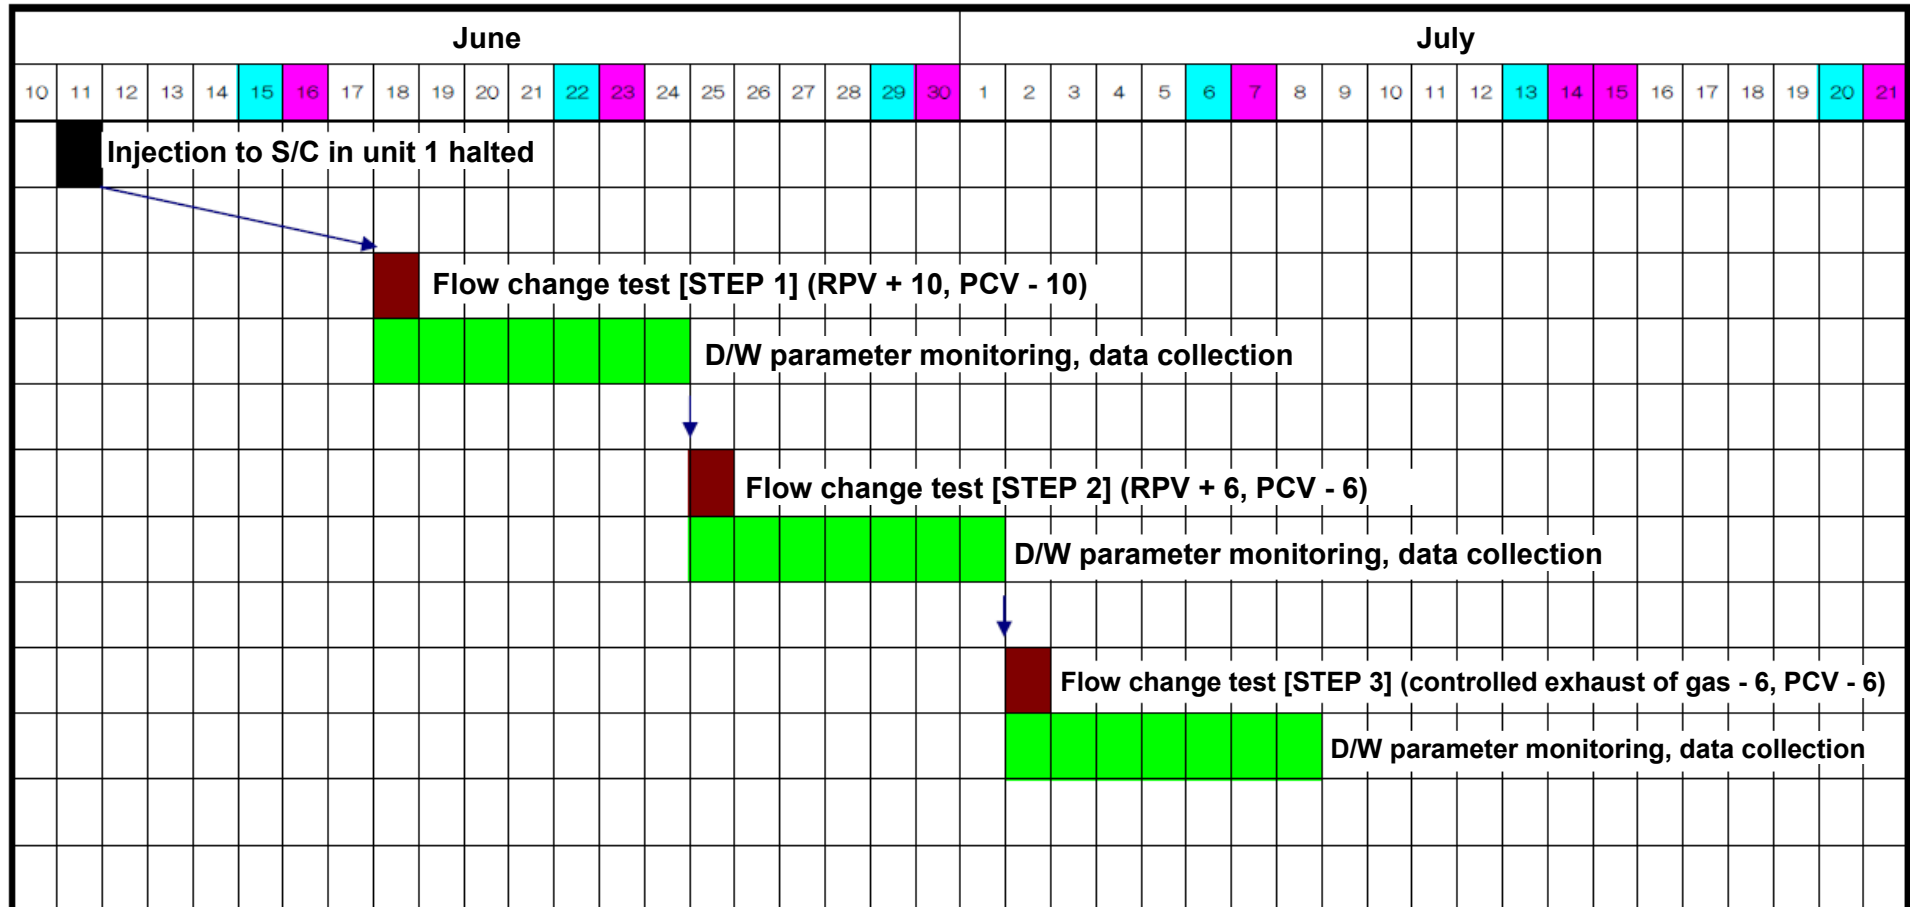 June July
10 11 12 13 14 15 16 17 18 19 20 21 22 23 24 25 26 27 28 29 30 1 2 3 4 5 6 7 8 9 10 11 12 13 14 15 16 17 18 19 20 21
Injection to S/C in unit 1 halted
Flow change test [STEP 1] (RPV + 10, PCV - 10)
D/W parameter monitoring, data collection
Flow change test [STEP 2] (RPV + 6, PCV - 6)
D/W parameter monitoring, data collection
Flow change test [STEP 3] (controlled exhaust of gas - 6, PCV - 6)
D/W parameter monitoring, data collection